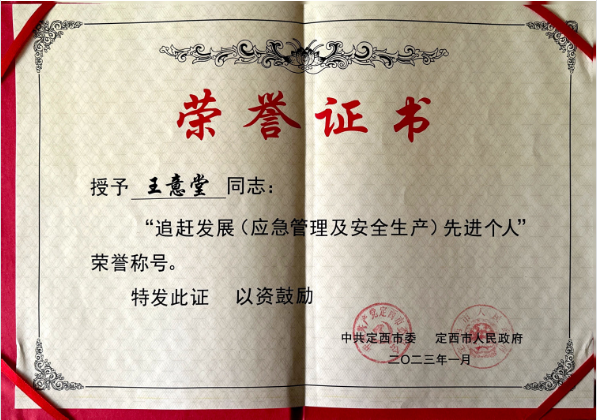 荣誉证书
授予 王意堂 同志：
“追赶发展（应急管理及安全生产）先进个人”
荣誉称号。
特发此证 以资鼓励
中共定西市委 定西市人民政府
二〇二三年一月